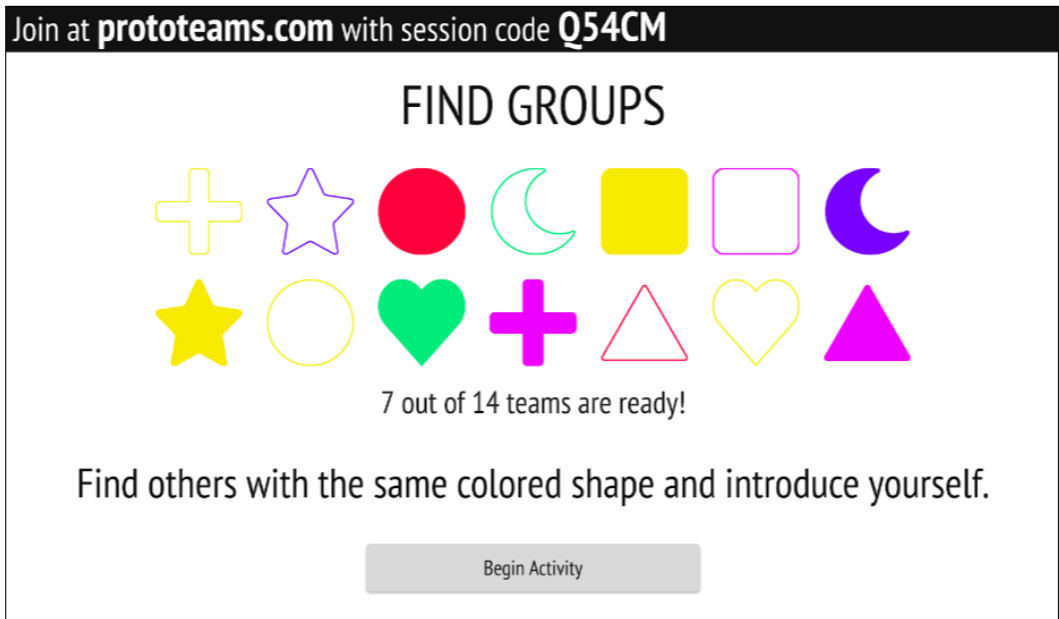 Join at prototeams.com with session code Q54CM
FIND GROUPS
7 out of 14 teams are ready!
Find others with the same colored shape and introduce yourself.
Begin Activity